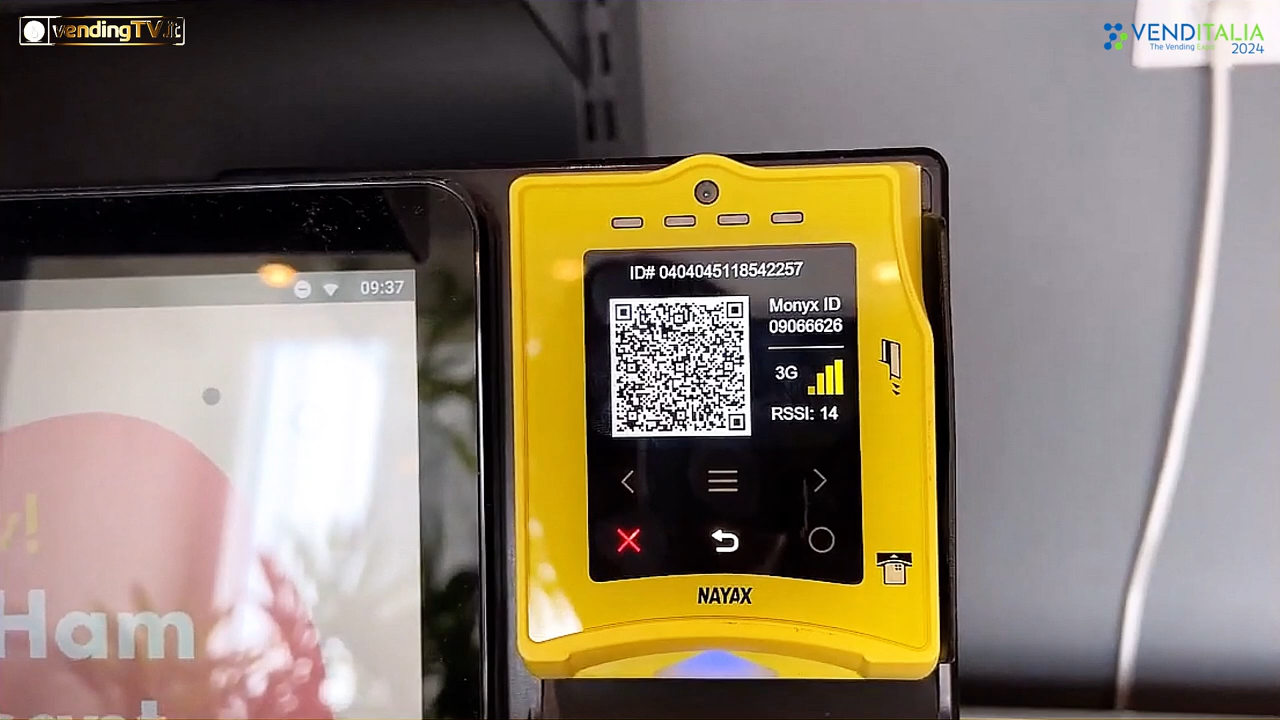 vendingTV.it
VENDITALIA
The Vending Expo
2024
09:37
ID# 0404045118542257
Monyx ID
09066626
3G
RSSI: 14
y!
Ham
NAYAX